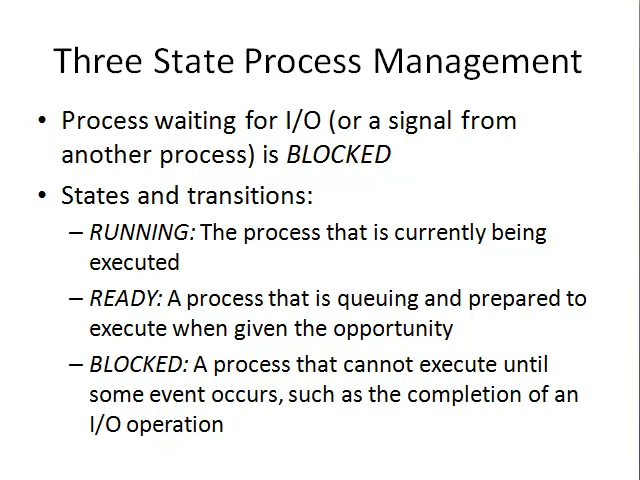 Three State Process Management
• Process waiting for I/O (or a signal from
another process) is BLOCKED
• States and transitions:
– RUNNING: The process that is currently being
executed
– READY: A process that is queuing and prepared to
execute when given the opportunity
– BLOCKED: A process that cannot execute until
some event occurs, such as the completion of an
I/O operation